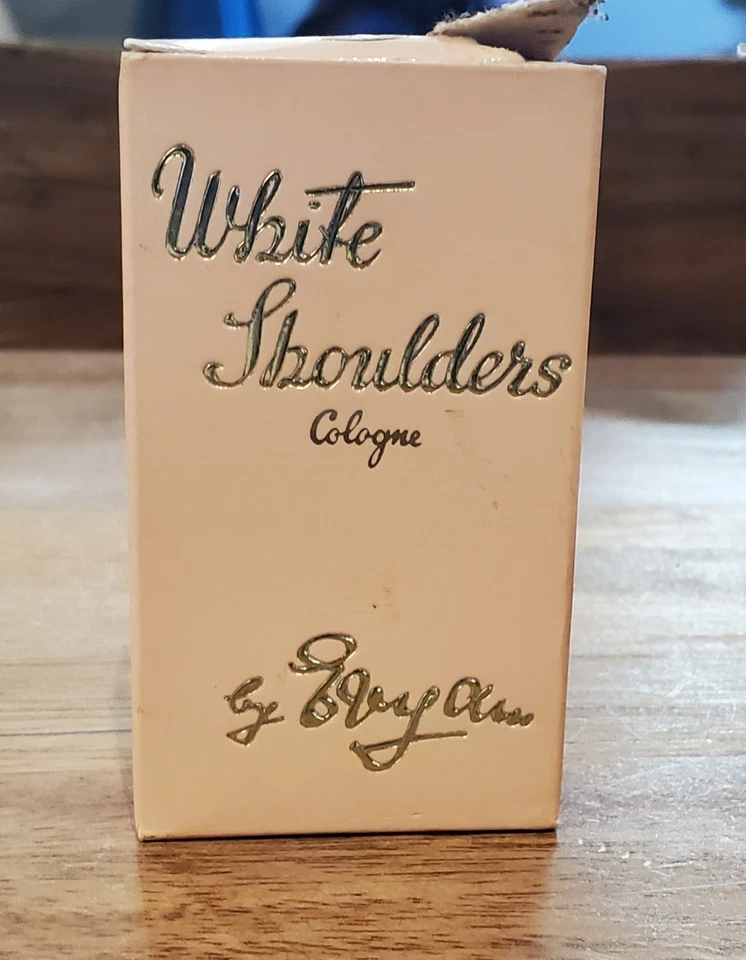 White
Shoulders
Cologne
by Evyan